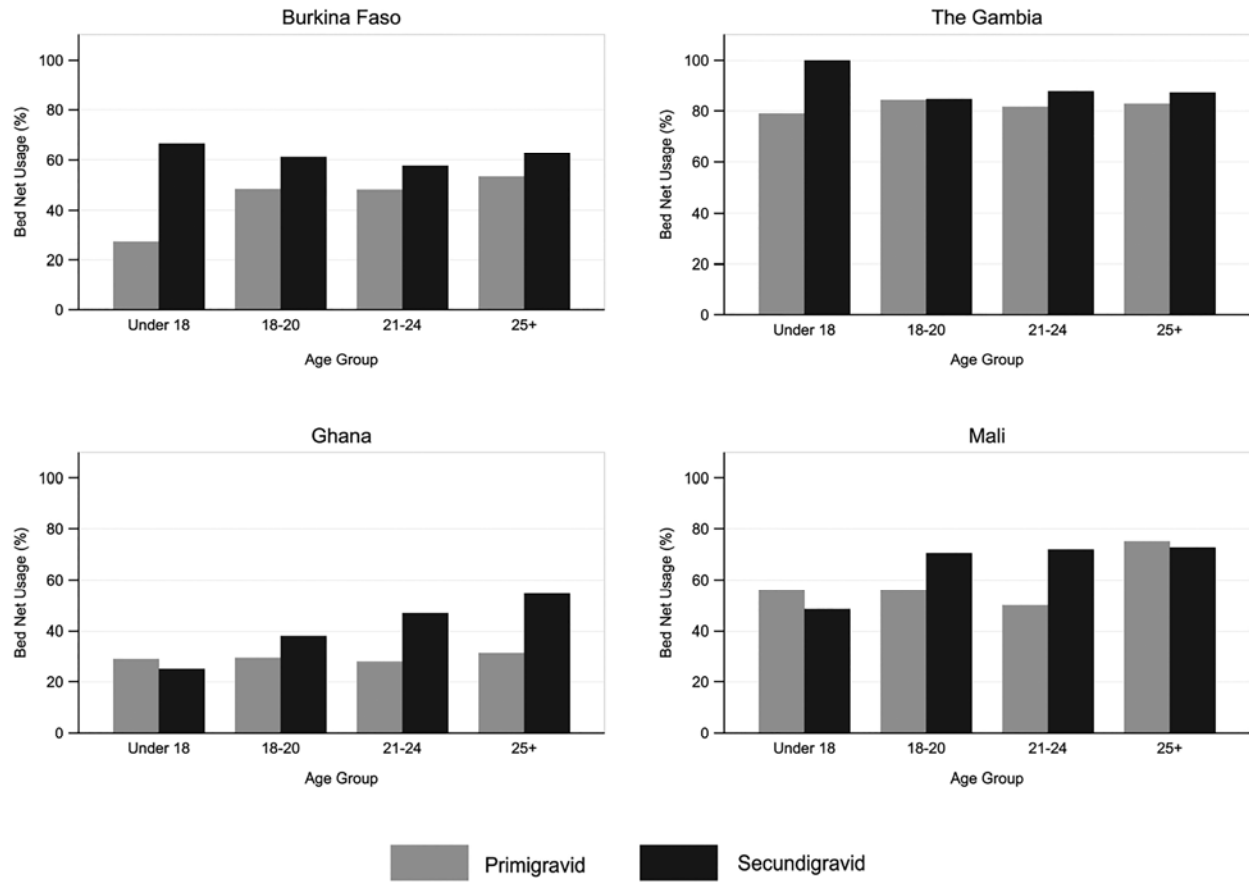 Burkina Faso
Bed Net Usage (%)
100
80
60
40
20
0
Under 18
18-20
21-24
25+
Age Group
The Gambia
Bed Net Usage (%)
100
80
60
40
20
0
Under 18
18-20
21-24
25+
Age Group
Ghana
Bed Net Usage (%)
100
80
60
40
20
0
Under 18
18-20
21-24
25+
Age Group
Mali
Bed Net Usage (%)
100
80
60
40
20
0
Under 18
18-20
21-24
25+
Age Group
Primigravid
Secundigravid